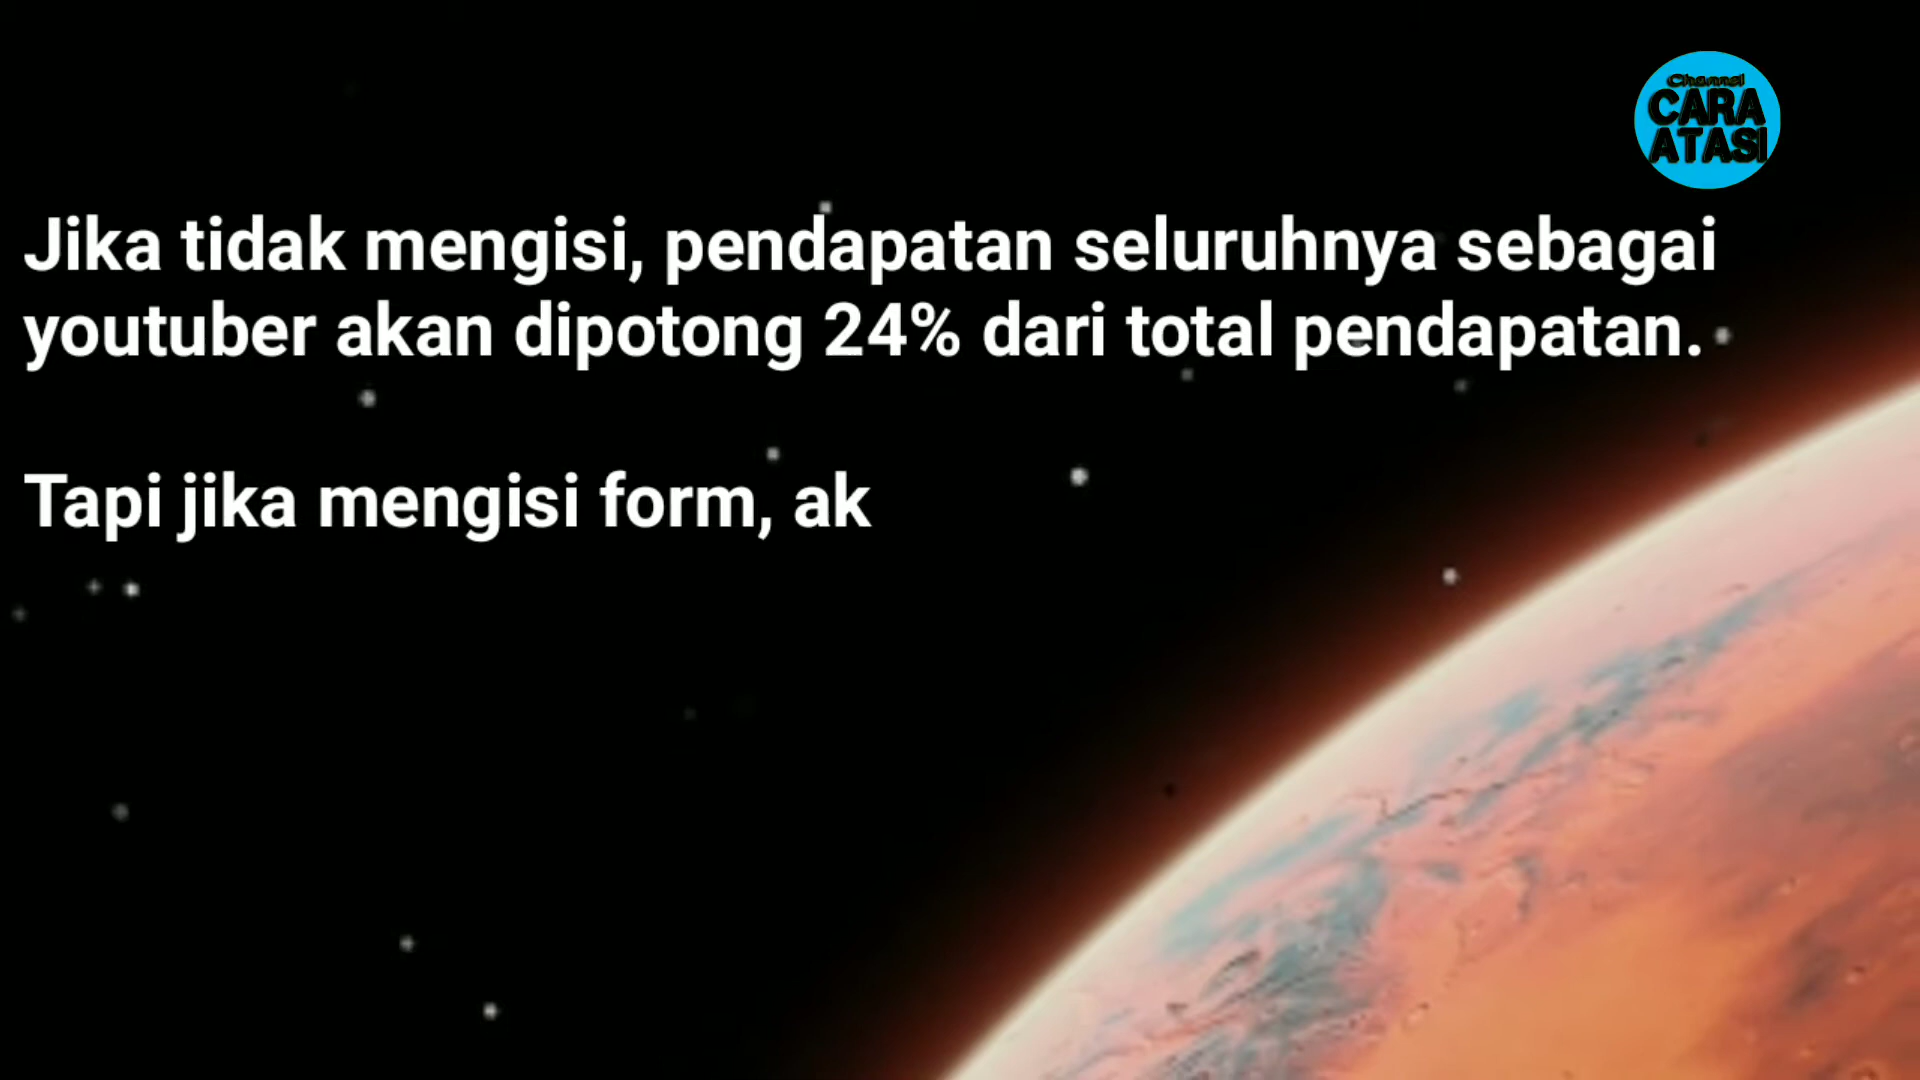 Channel
CARA
ATASI
Jika tidak mengisi, pendapatan seluruhnya sebagai
youtuber akan dipotong 24% dari total pendapatan.
Tapi jika mengisi form, ak